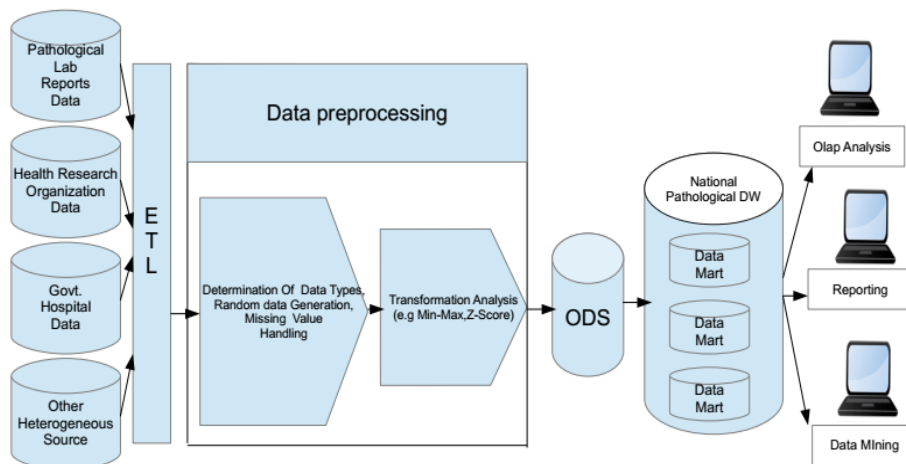 Pathological
Lab
Reports
Data
Health Research
Organization
Data
Govt.
Hospital
Data
Other
Heterogeneous
Source
E
T
L
Data preprocessing
Determination Of Data Types,
Random data Generation,
Missing Value
Handling
Transformation Analysis
(e.g Min-Max,Z-Score)
ODS
National
Pathological DW
Data
Mart
Data
Mart
Data
Mart
Olap Analysis
Reporting
Data MIning